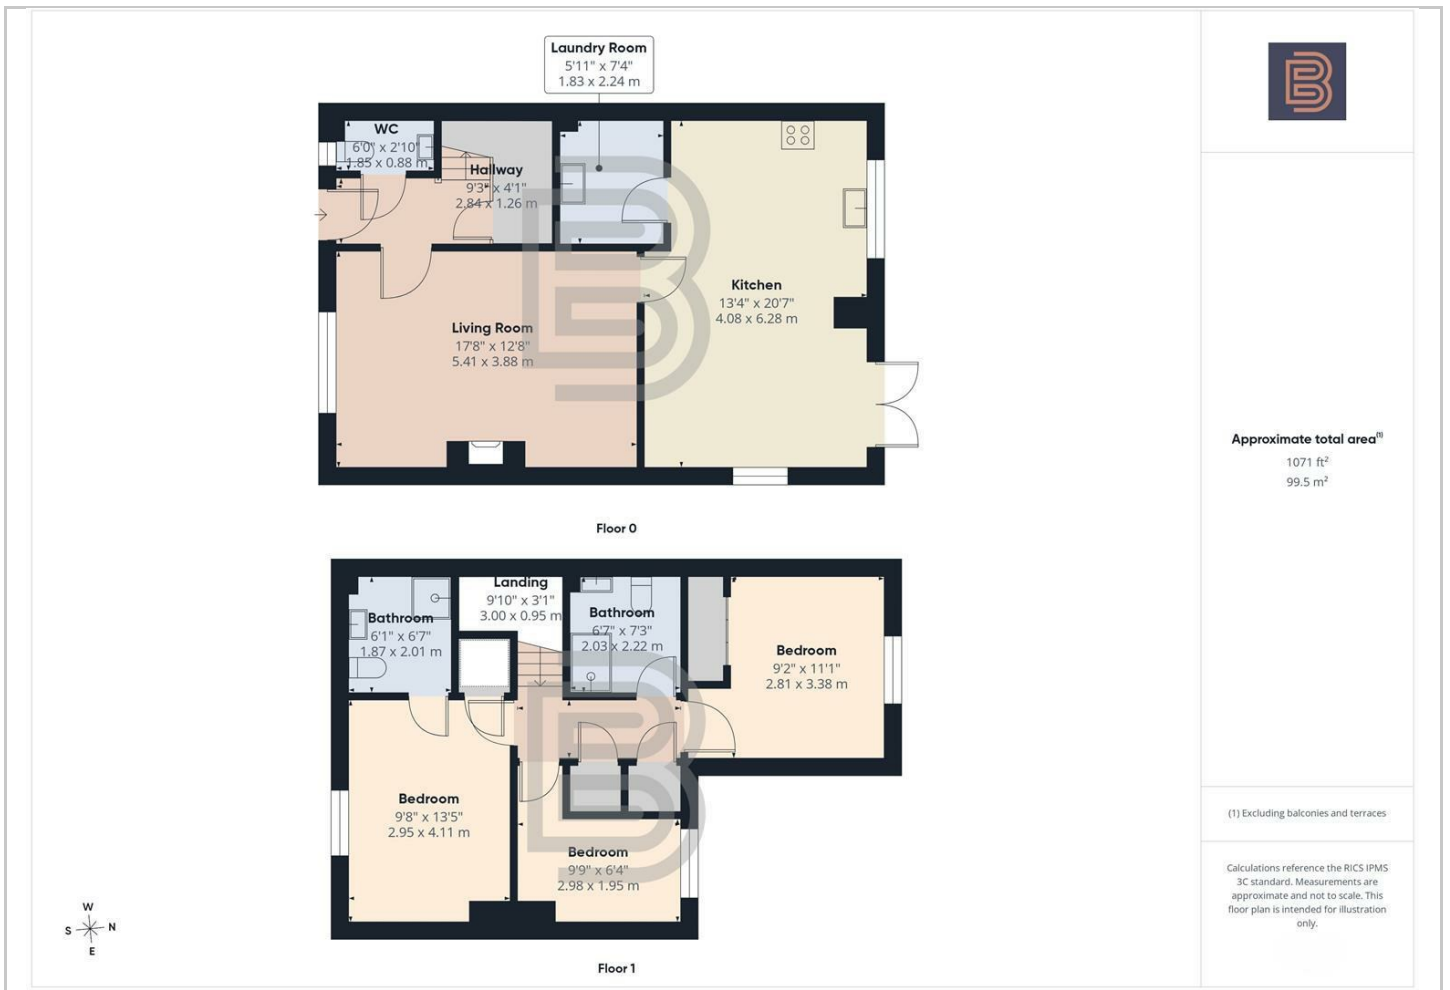 Laundry Room
5'11" x 7'4"
1.83 x 2.24 m
WC
6'0" x 2'10"
1.85 x 0.88 m
Hallway
9'3" x 4'1"
2.84 x 1.26 m
Kitchen
13'4" x 20'7"
4.08 x 6.28 m
Living Room
17'8" x 12'8"
5.41 x 3.88 m
Floor 0
Landing
9'10" x 3'1"
3.00 x 0.95 m
Bathroom
6'1" x 6'7"
1.87 x 2.01 m
Bathroom
6'7" x 7'3"
2.03 x 2.22 m
Bedroom
9'2" x 11'1"
2.81 x 3.38 m
Bedroom
9'8" x 13'5"
2.95 x 4.11 m
Bedroom
9'9" x 6'4"
2.98 x 1.95 m
W
S N
E
Floor 1
B
Approximate total area(1)
1071 ft²
99.5 m²
(1) Excluding balconies and terraces
Calculations reference the RICS IPMS
3C standard. Measurements are
approximate and not to scale. This
floor plan is intended for illustration
only.